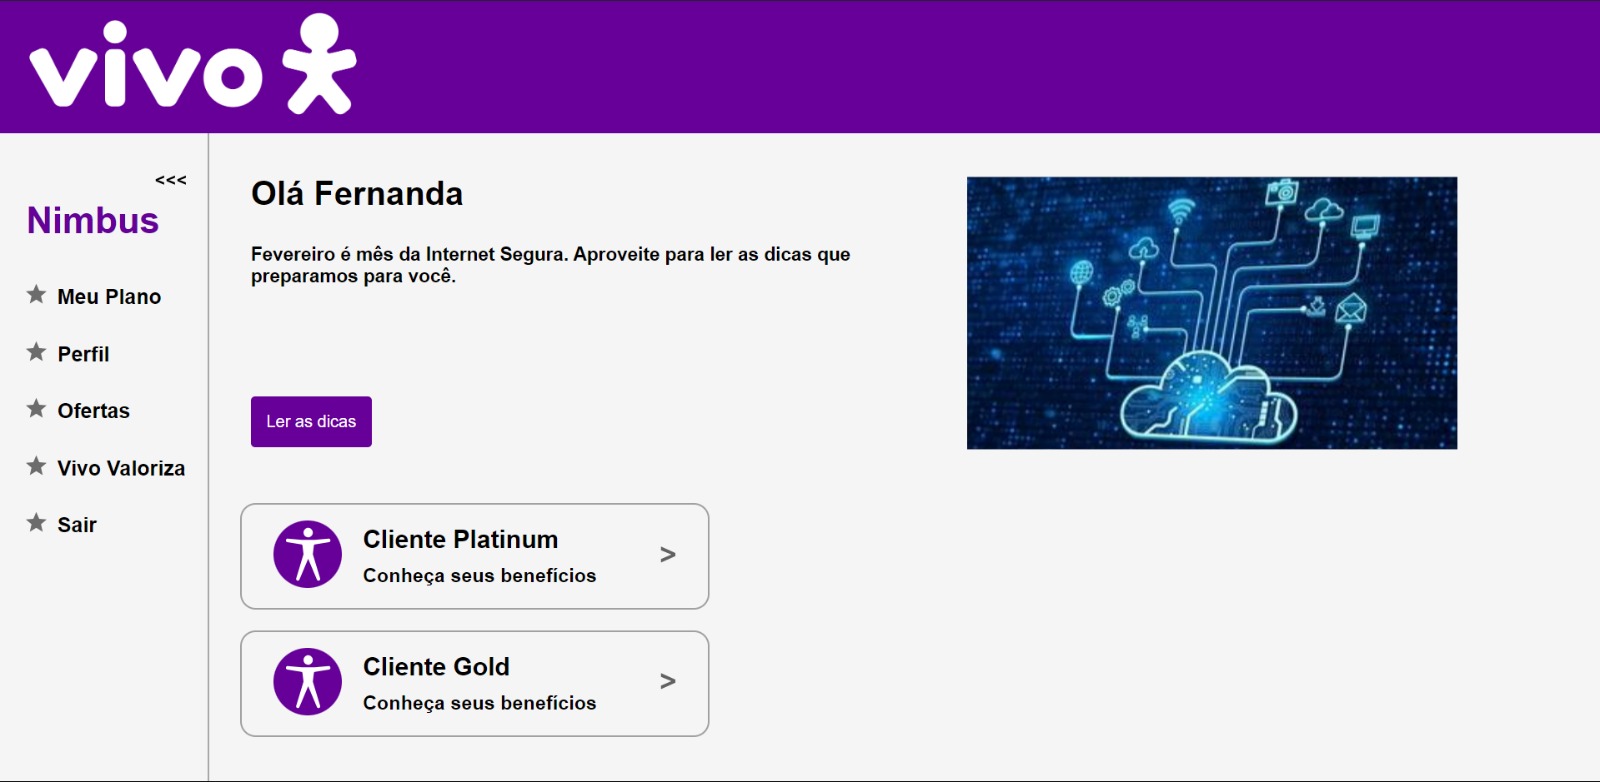 vivo
<<<
Nimbus
Meu Plano
Perfil
Ofertas
Vivo Valoriza
Sair
Olá Fernanda
Fevereiro é mês da Internet Segura. Aproveite para ler as dicas que
preparamos para você.
Ler as dicas
Cliente Platinum
Conheça seus benefícios
>
Cliente Gold
Conheça seus benefícios
>